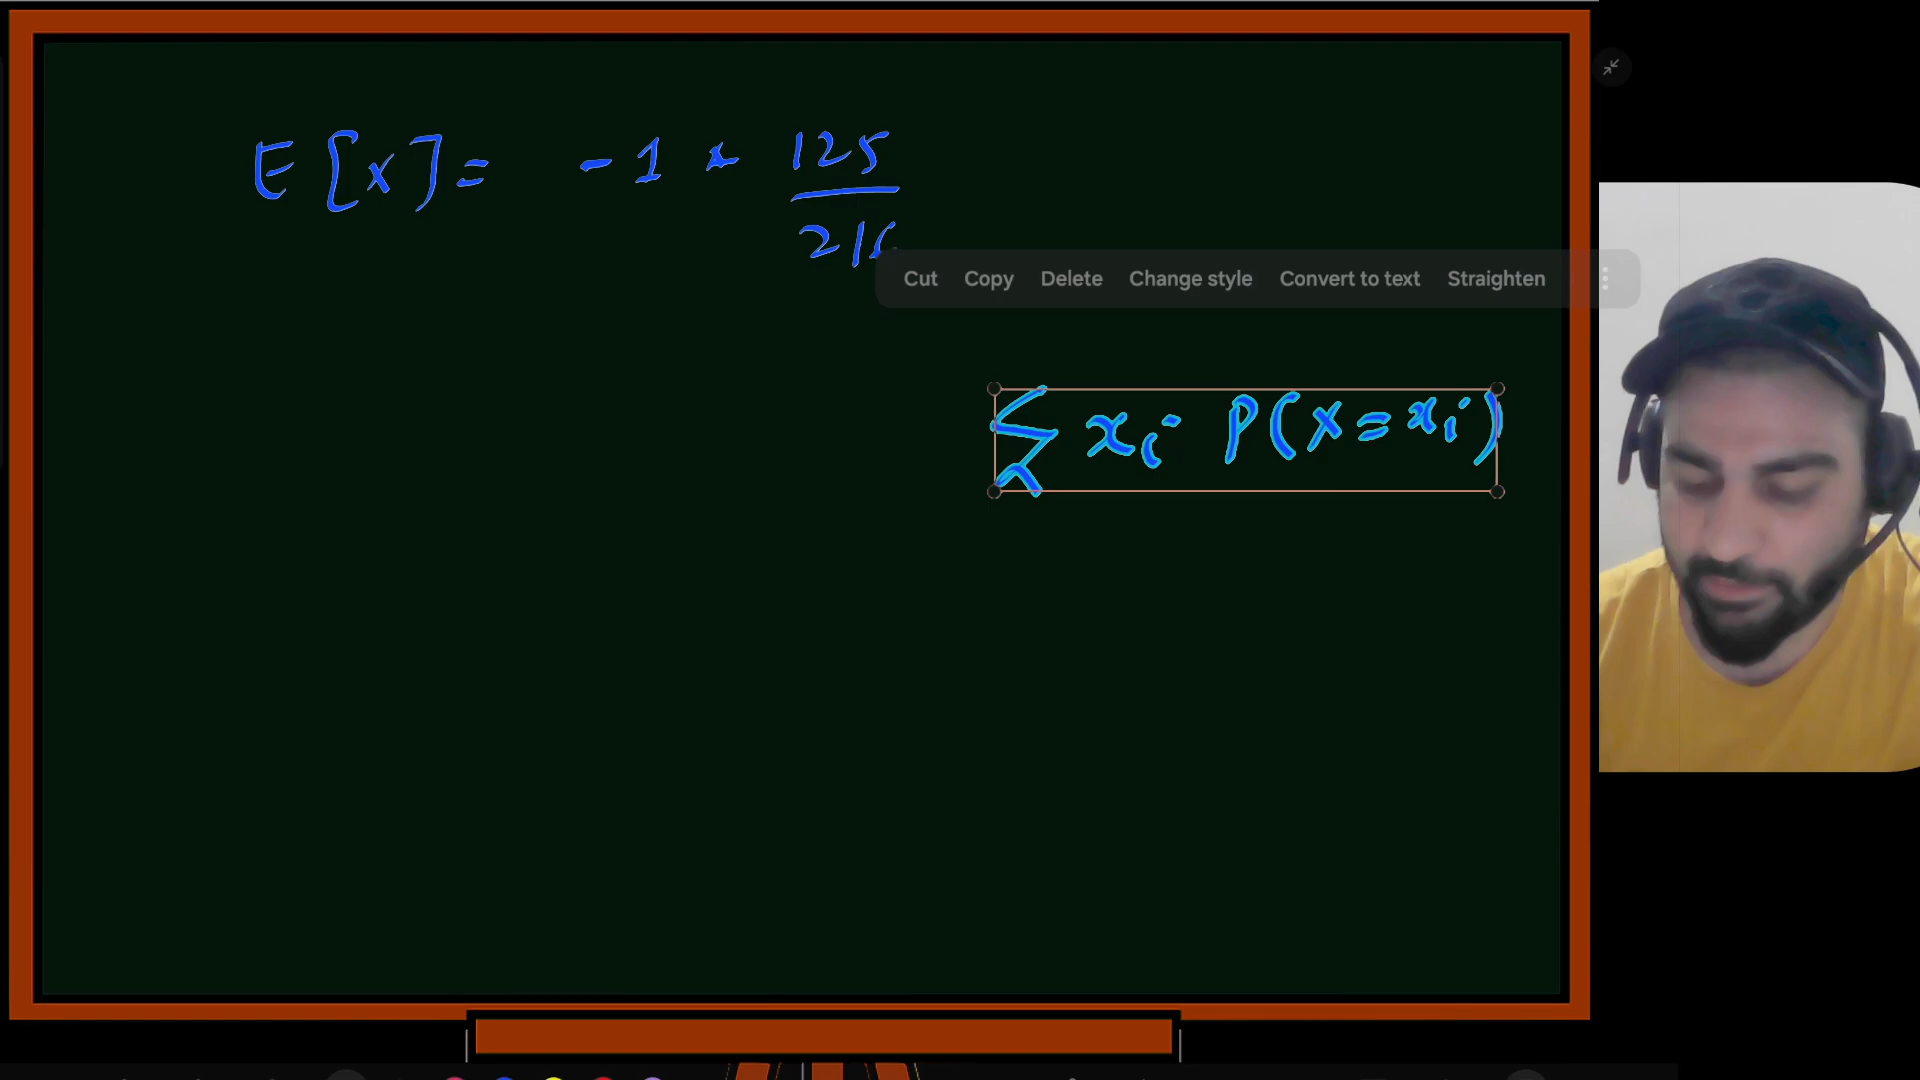 E[x] = -1 * 125/216
Cut Copy Delete Change style Convert to text Straighten
∑ xi P(X=xi)